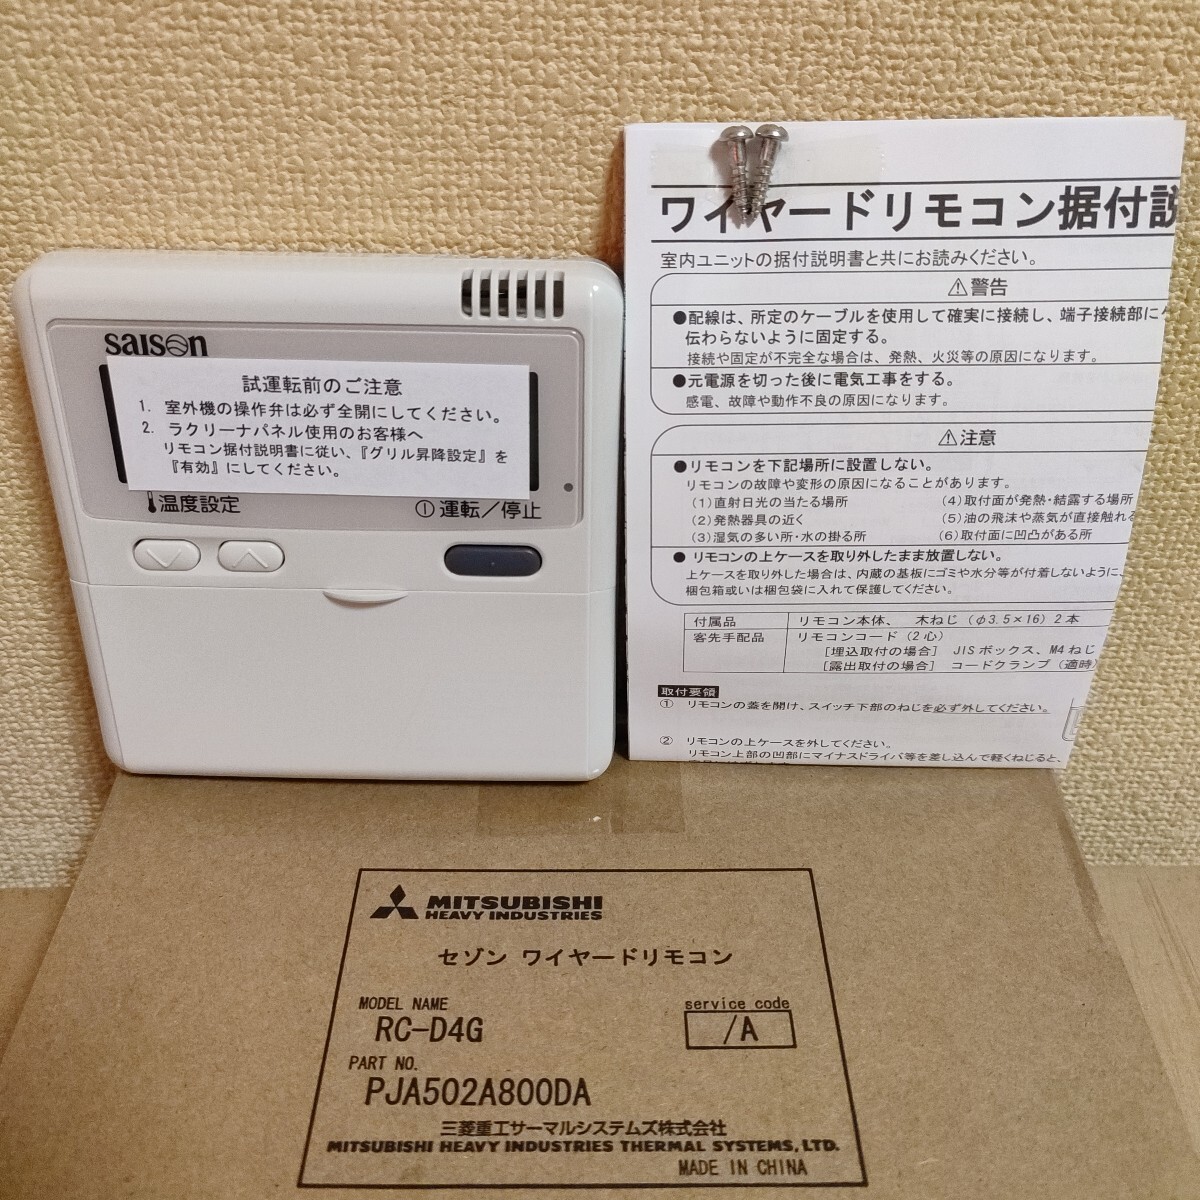 saison
試運転前のご注意
1. 室外機の操作弁は必ず全開にしてください。
2. ラクリーナパネル使用のお客様へ
リモコン据付説明書に従い、『グリル昇降設定』を
『有効』にしてください。
温度設定
運転／停止
ワイヤードリモコン据付説
室内ユニットの据付説明書と共にお読みください。
⚠警告
●配線は、所定のケーブルを使用して確実に接続し、端子接続部に
伝わらないように固定する。
接続や固定が不完全な場合は、発熱、火災等の原因になります。
●元電源を切った後に電気工事をする。
感電、故障や動作不良の原因になります。
⚠注意
●リモコンを下記場所に設置しない。
リモコンの故障や変形の原因になることがあります。
(1)直射日光の当たる場所 (4)取付面が発熱・結露する場所
(2)発熱器具の近く (5)油の飛沫や蒸気が直接触れる
(3)湿気の多い所・水の掛る所 (6)取付面に凹凸がある所
●リモコンの上ケースを取り外したまま放置しない。
上ケースを取り外した場合は、内蔵の基板にゴミや水分等が付着しないように、
梱包箱或いは梱包袋に入れて保護してください。
付属品 リモコン本体、 木ねじ（φ3.5×16）2本
客先手配品 リモコンコード（2心）
[埋込取付の場合] JISボックス、M4ねじ
[露出取付の場合] コードクランプ（適時）
取付要領
① リモコンの蓋を開け、スイッチ下部のねじを必ず外してください。
② リモコンの上ケースを外してください。
リモコン上部の凹部にマイナスドライバ等を差し込んで軽くねじると、
MITSUBISHI
HEAVY INDUSTRIES
セゾン ワイヤードリモコン
MODEL NAME
service code
RC-D4G
/A
PART NO.
PJA502A800DA
三菱重工サーマルシステムズ株式会社
MITSUBISHI HEAVY INDUSTRIES THERMAL SYSTEMS, LTD.
MADE IN CHINA